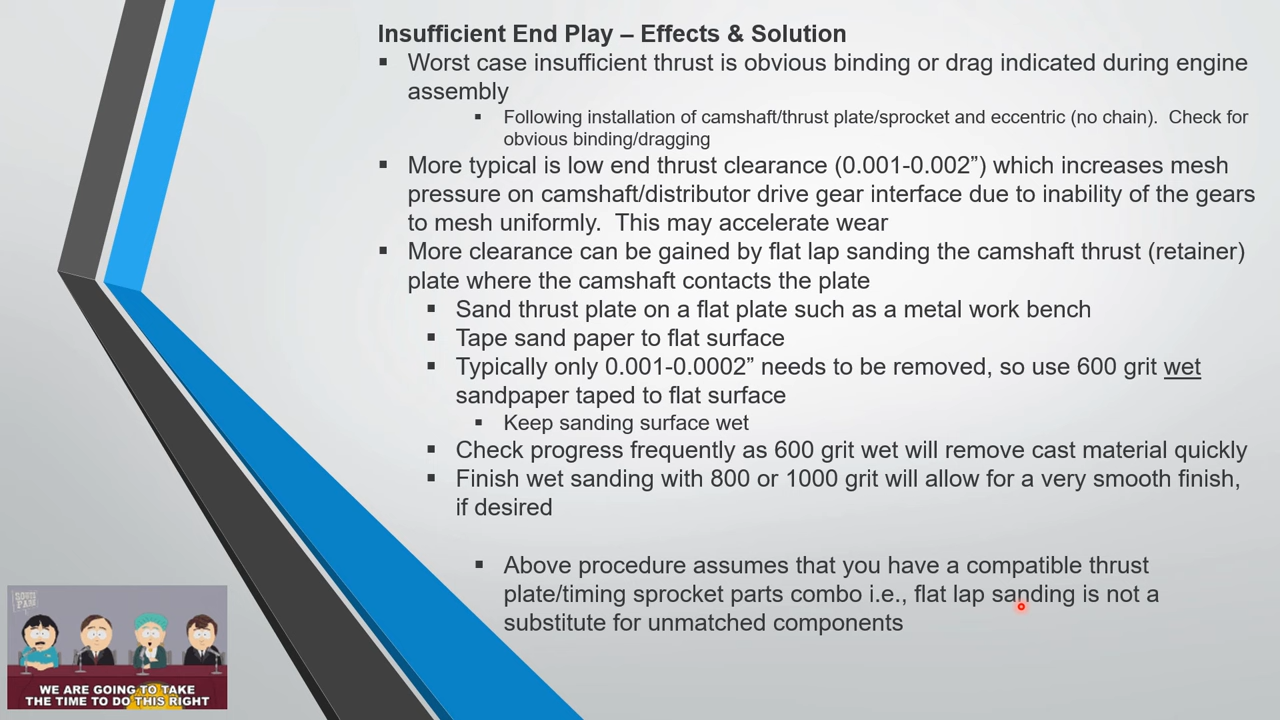 Insufficient End Play – Effects & Solution
▪ Worst case insufficient thrust is obvious binding or drag indicated during engine
assembly
▪ Following installation of camshaft/thrust plate/sprocket and eccentric (no chain).  Check for
obvious binding/dragging
▪ More typical is low end thrust clearance (0.001-0.002”) which increases mesh
pressure on camshaft/distributor drive gear interface due to inability of the gears
to mesh uniformly.  This may accelerate wear
▪ More clearance can be gained by flat lap sanding the camshaft thrust (retainer)
plate where the camshaft contacts the plate
▪ Sand thrust plate on a flat plate such as a metal work bench
▪ Tape sand paper to flat surface
▪ Typically only 0.001-0.0002” needs to be removed, so use 600 grit wet
sandpaper taped to flat surface
▪ Keep sanding surface wet
▪ Check progress frequently as 600 grit wet will remove cast material quickly
▪ Finish wet sanding with 800 or 1000 grit will allow for a very smooth finish,
if desired
▪ Above procedure assumes that you have a compatible thrust
plate/timing sprocket parts combo i.e., flat lap sanding is not a
substitute for unmatched components
SOUTH
PARK
WE ARE GOING TO TAKE
THE TIME TO DO THIS RIGHT